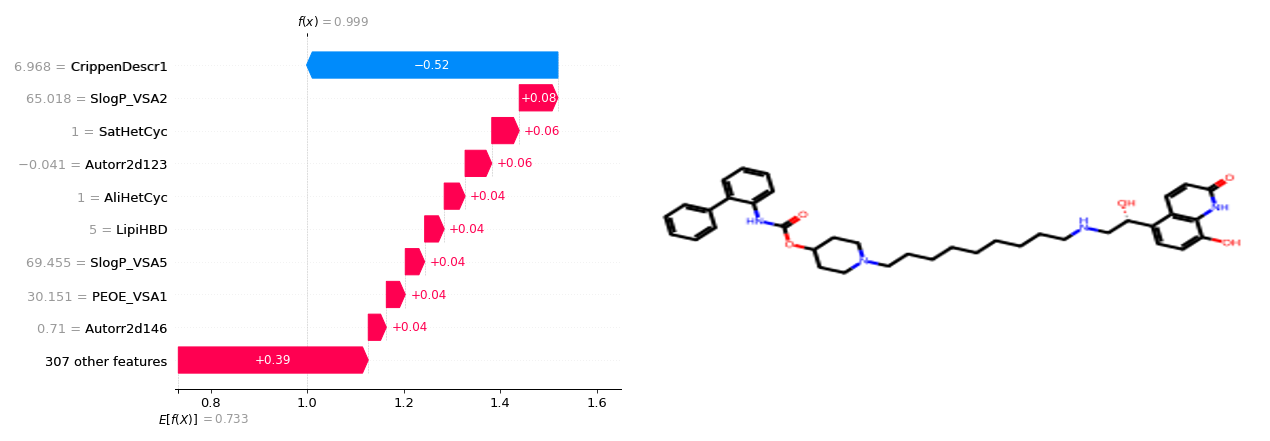 f(x) = 0.999
6.968 = CrippenDescr1
−0.52
65.018 = SlogP_VSA2
+0.08
1 = SatHetCyc
+0.06
−0.041 = Autorr2d123
+0.06
1 = AliHetCyc
+0.04
5 = LipiHBD
+0.04
69.455 = SlogP_VSA5
+0.04
30.151 = PEOE_VSA1
+0.04
0.71 = Autorr2d146
+0.04
307 other features
+0.39
0.8 1.0 1.2 1.4 1.6
E[f(X)] = 0.733
O
OH
H
N
NH
HN
O
O
N
OH